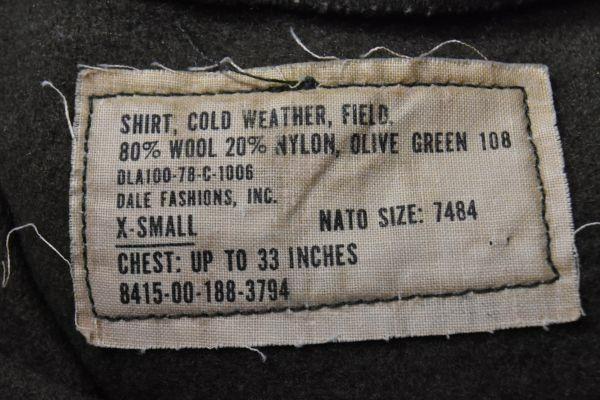 SHIRT, COLD WEATHER, FIELD,
80% WOOL 20% NYLON, OLIVE GREEN 108
DLA100-78-C-1006
DALE FASHIONS, INC.
X-SMALL NATO SIZE: 7484
CHEST: UP TO 33 INCHES
8415-00-188-3794